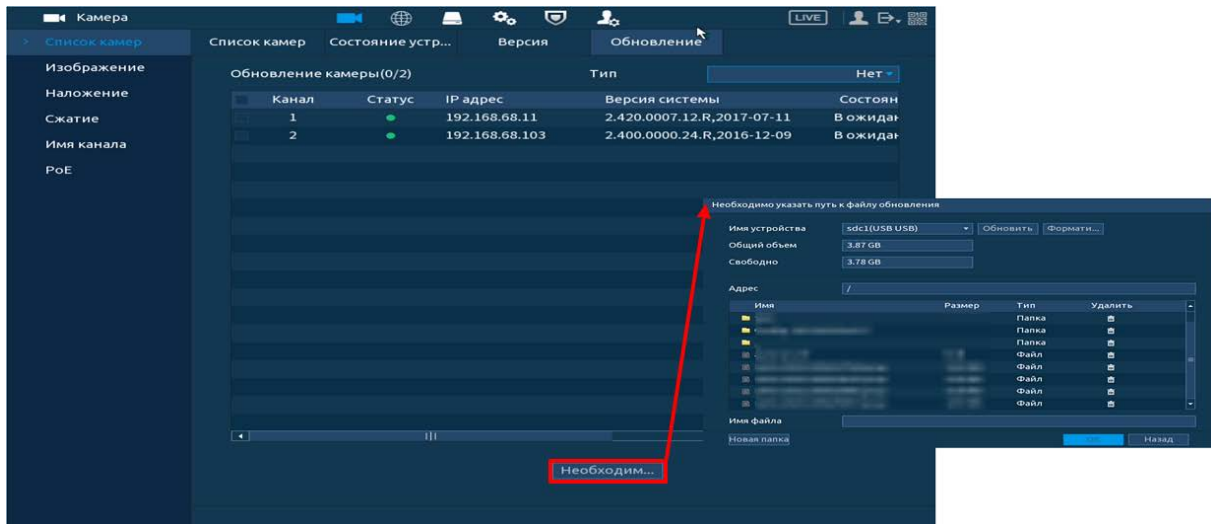 Камера
LIVE
Список камер
Изображение
Наложение
Сжатие
Имя канала
PoE
Список камер Состояние устр... Версия Обновление
Обновление камеры(0/2) Тип Нет
Канал Статус IP адрес Версия системы Состоян
1 192.168.68.11 2.420.0007.12.R,2017-07-11 В ожидан
2 192.168.68.103 2.400.0000.24.R,2016-12-09 В ожидан
Необходим...
Необходимо указать путь к файлу обновления
Имя устройства sdc1(USB USB) Обновить Формати...
Общий объем 3.87 GB
Свободно 3.78 GB
Адрес /
Имя Размер Тип Удалить
Папка
Папка
Папка
Файл
Файл
Файл
Файл
Имя файла
Новая папка Назад